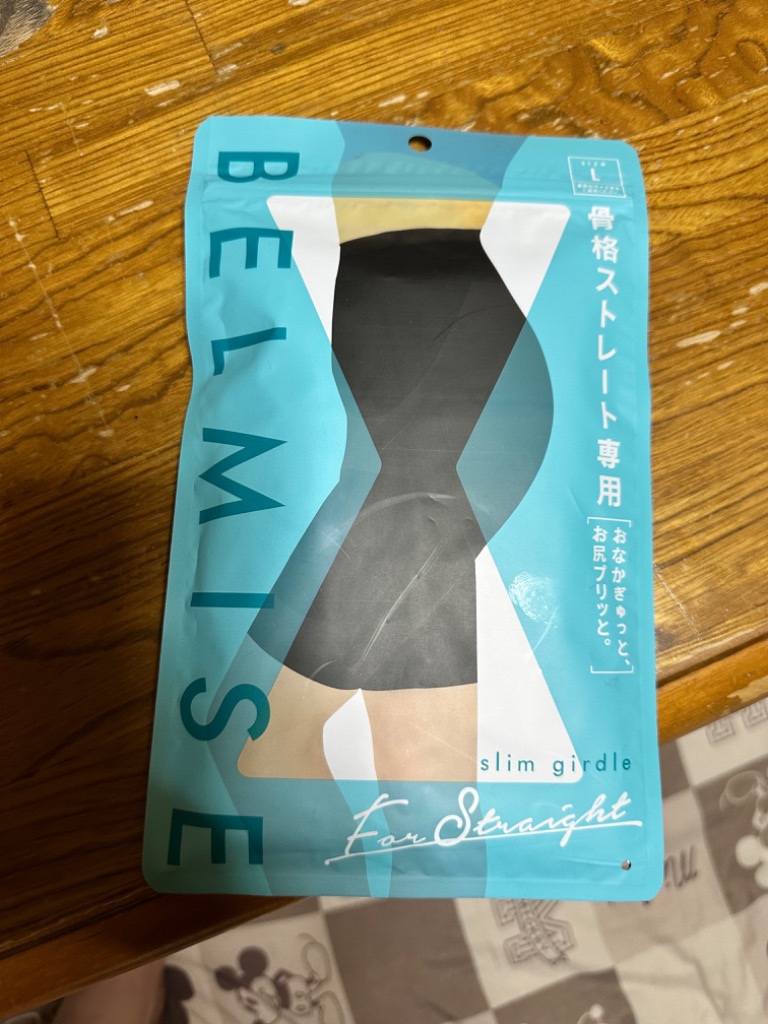 BELMISE
size
L
骨格ストレート専用
おなかぎゅっと、
お尻プリッと。
slim girdle
For Straight